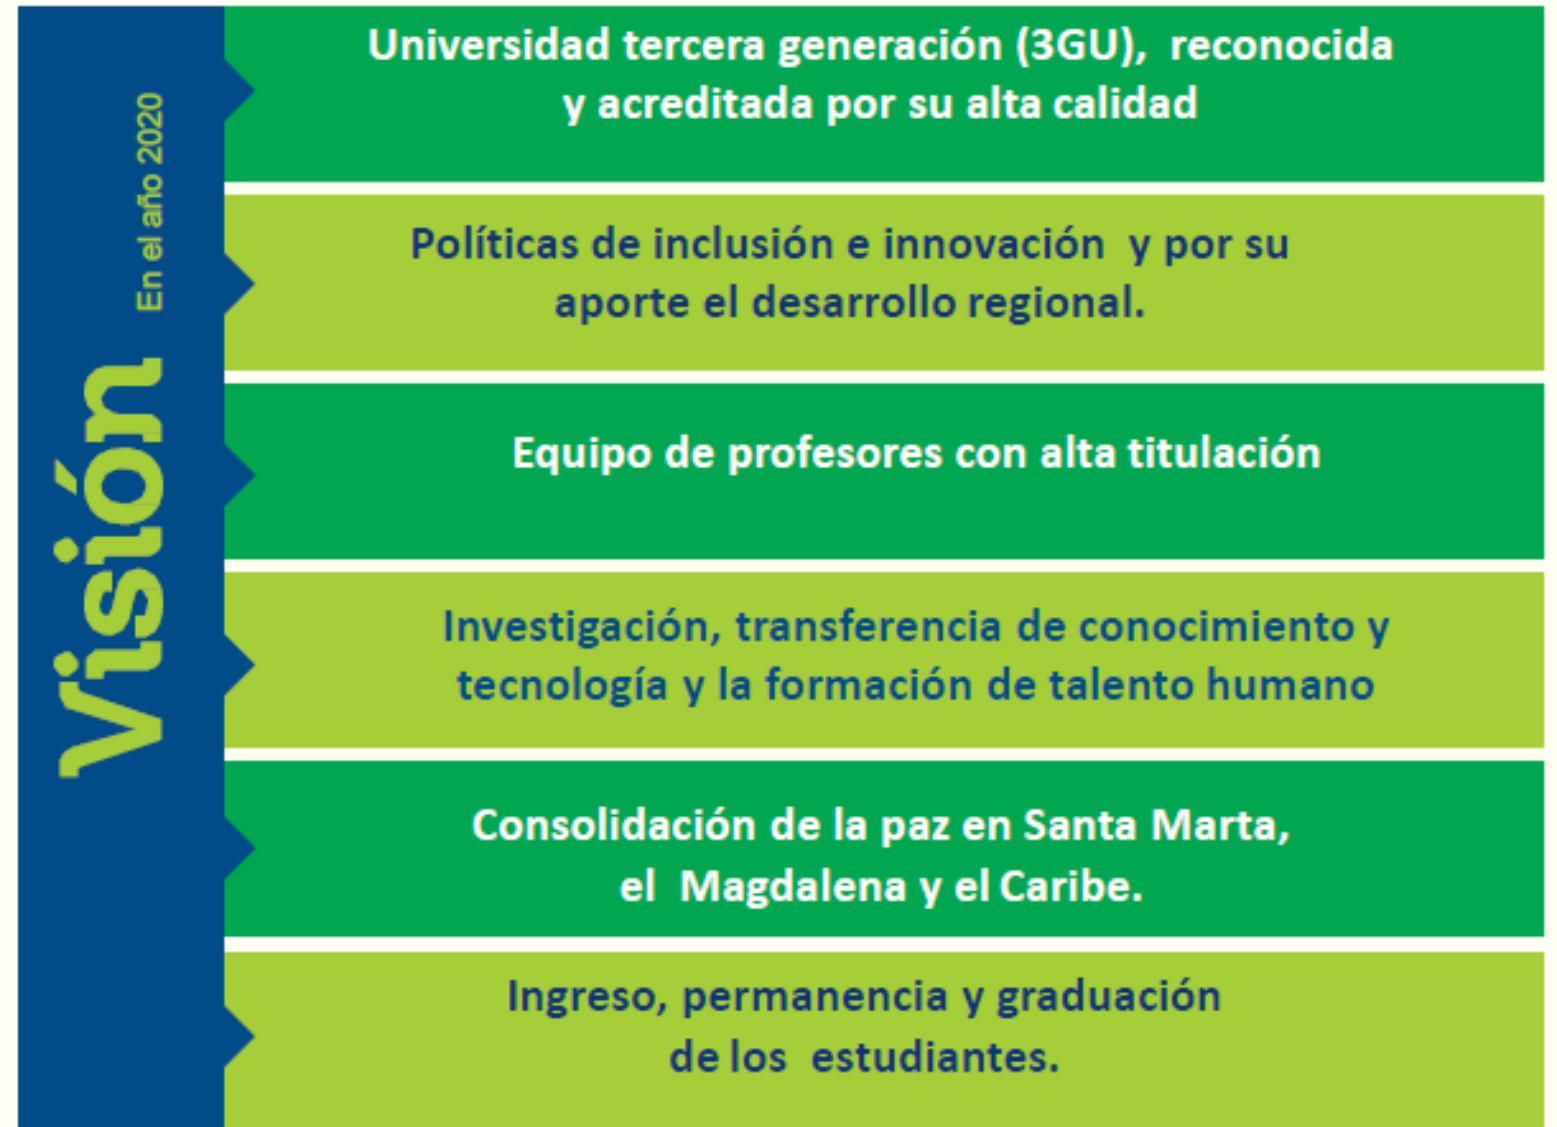 Visión En el año 2020
Universidad tercera generación (3GU), reconocida
y acreditada por su alta calidad
Políticas de inclusión e innovación y por su
aporte el desarrollo regional.
Equipo de profesores con alta titulación
Investigación, transferencia de conocimiento y
tecnología y la formación de talento humano
Consolidación de la paz en Santa Marta,
el Magdalena y el Caribe.
Ingreso, permanencia y graduación
de los estudiantes.